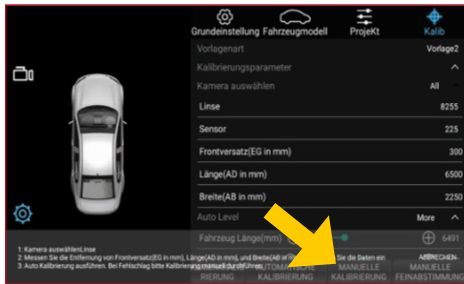 Grundeinstellung Fahrzeugmodell ProjeKt Kalib
Vorlagenart Vorlage2
Kalibrierungsparameter
Kamera auswählen All
Linse 8255
Sensor 225
Frontversatz(EG in mm) 300
Länge(AD in mm) 6500
Breite(AB in mm) 2250
Auto Level More
Fahrzeug Länge(mm) 6491
1: Kamera auswählenLinse
2: Messen Sie die Entfernung von Frontversatz(EG in mm), Länge(AD in mm), und Breite(AB in Sie die Daten ein ABBRECHEN
3: Auto Kalibrierung ausführen. Bei Fehlschlag bitte Kalibrierung manuell durchführen.
RIERUNG AUTOMATISCHE KALIBRIERUNG MANUELLE KALIBRIERUNG MANUELLE FEINABSTIMMUNG